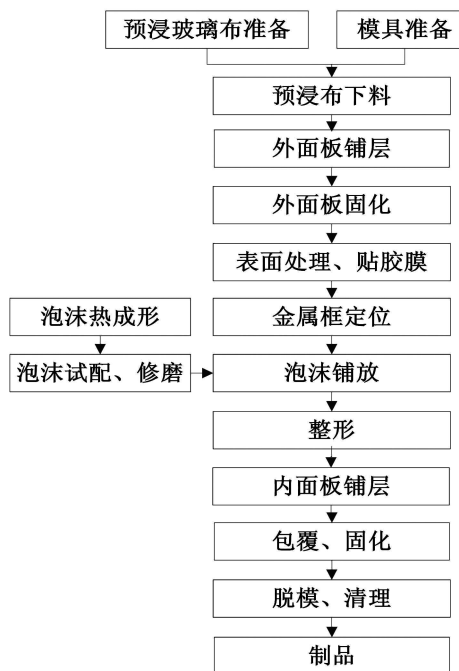 预浸玻璃布准备
模具准备
预浸布下料
外面板铺层
外面板固化
表面处理、贴胶膜
泡沫热成形
金属框定位
泡沫试配、修磨
泡沫铺放
整形
内面板铺层
包覆、固化
脱模、清理
制品